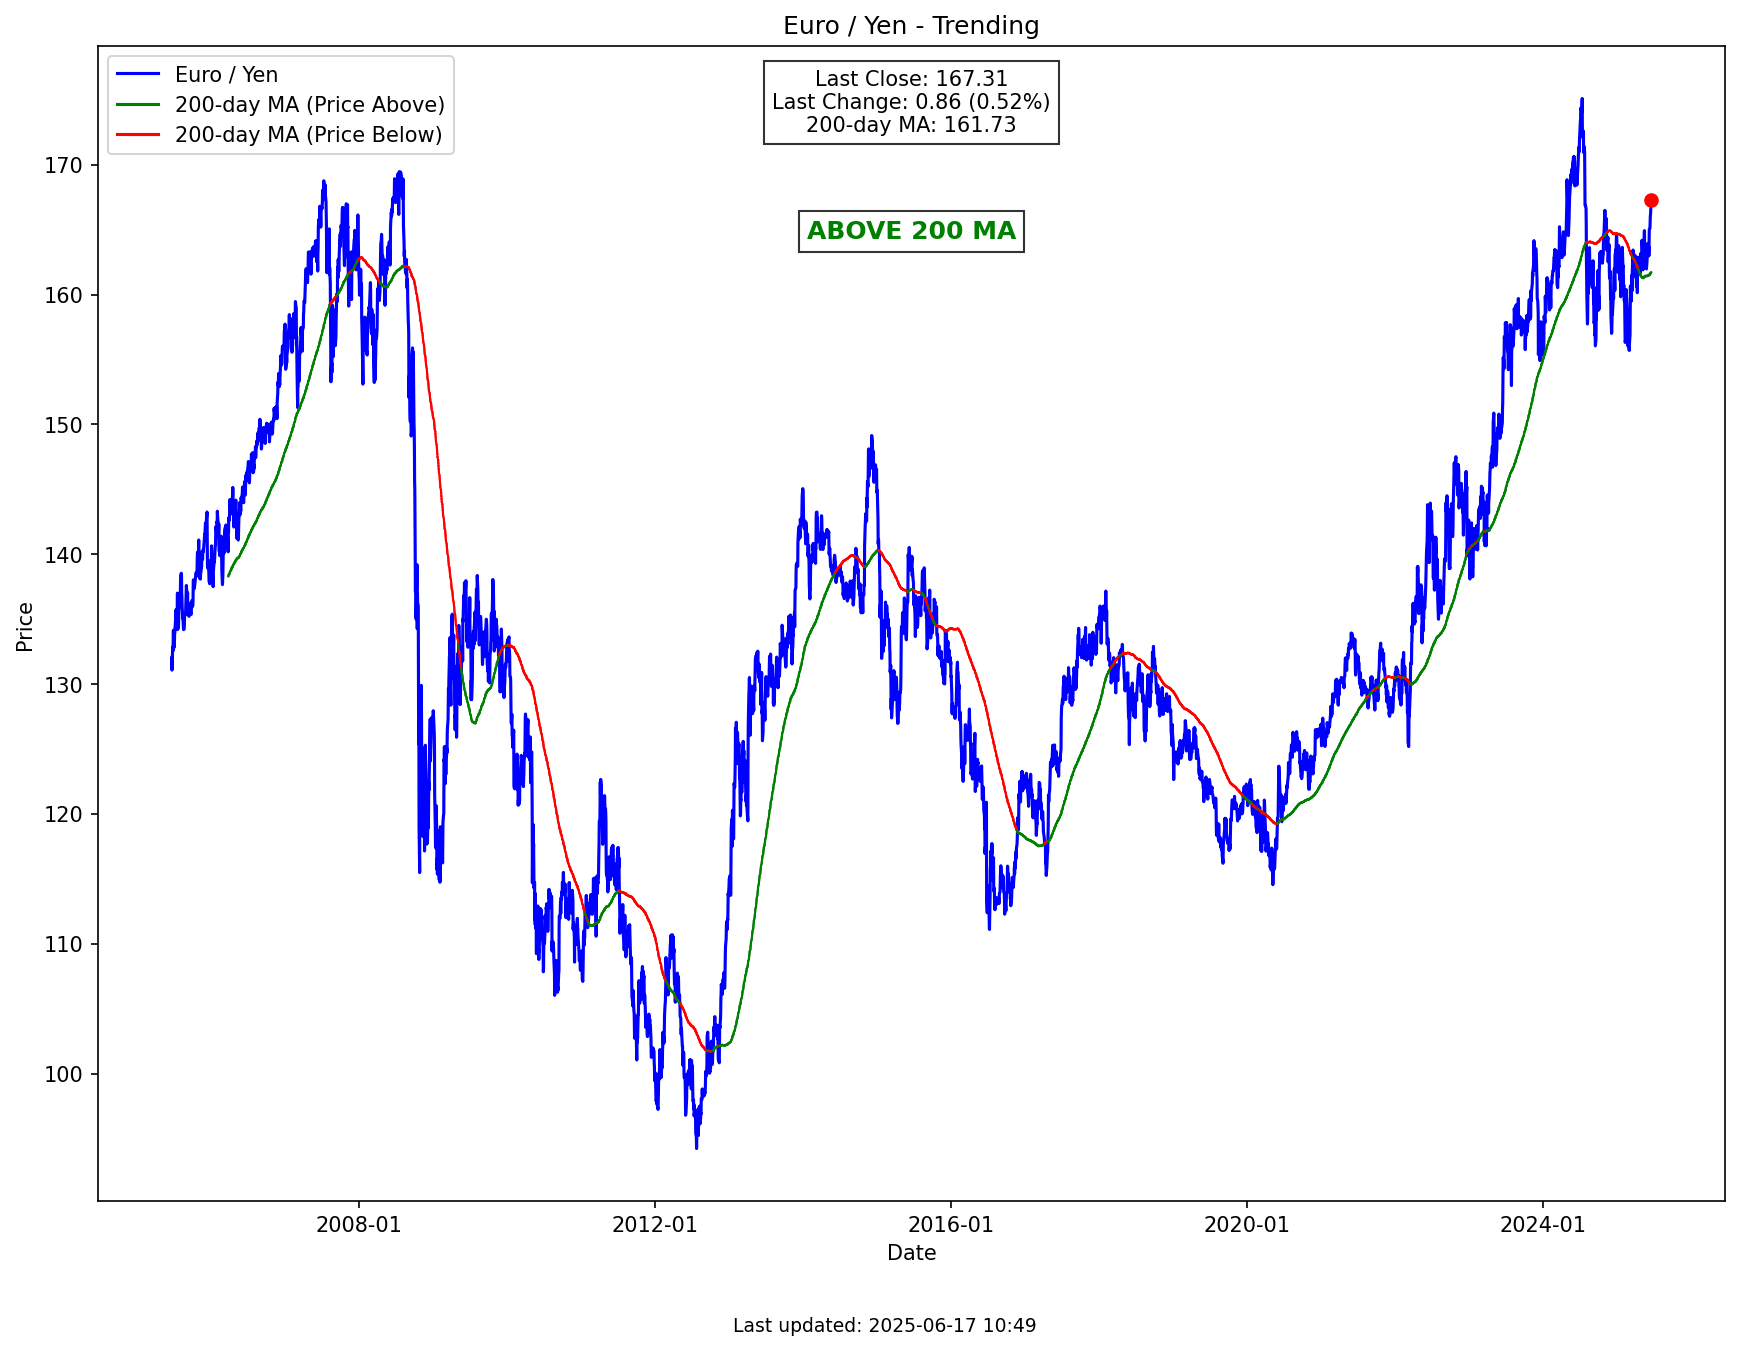 Euro / Yen - Trending
Euro / Yen
200-day MA (Price Above)
200-day MA (Price Below)
Last Close: 167.31
Last Change: 0.86 (0.52%)
200-day MA: 161.73
ABOVE 200 MA
Price
170
160
150
140
130
120
110
100
2008-01
2012-01
2016-01
2020-01
2024-01
Date
Last updated: 2025-06-17 10:49